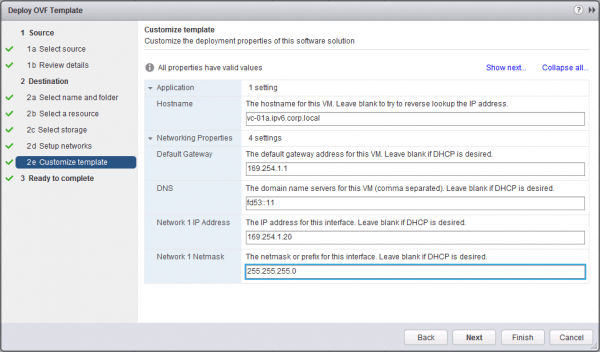 Deploy OVF Template
1 Source
1a Select source
1b Review details
2 Destination
2a Select name and folder
2b Select a resource
2c Select storage
2d Setup networks
2e Customize template
3 Ready to complete
Customize template
Customize the deployment properties of this software solution
All properties have valid values
Show next...
Collapse all...
Application
1 setting
Hostname
The hostname for this VM. Leave blank to try to reverse lookup the IP address.
vc-01a.ipv6.corp.local
Networking Properties
4 settings
Default Gateway
The default gateway address for this VM. Leave blank if DHCP is desired.
169.254.1.1
DNS
The domain name servers for this VM (comma separated). Leave blank if DHCP is desired.
fd53::11
Network 1 IP Address
The IP address for this interface. Leave blank if DHCP is desired.
169.254.1.20
Network 1 Netmask
The netmask or prefix for this interface. Leave blank if DHCP is desired.
255.255.255.0
Back
Next
Finish
Cancel